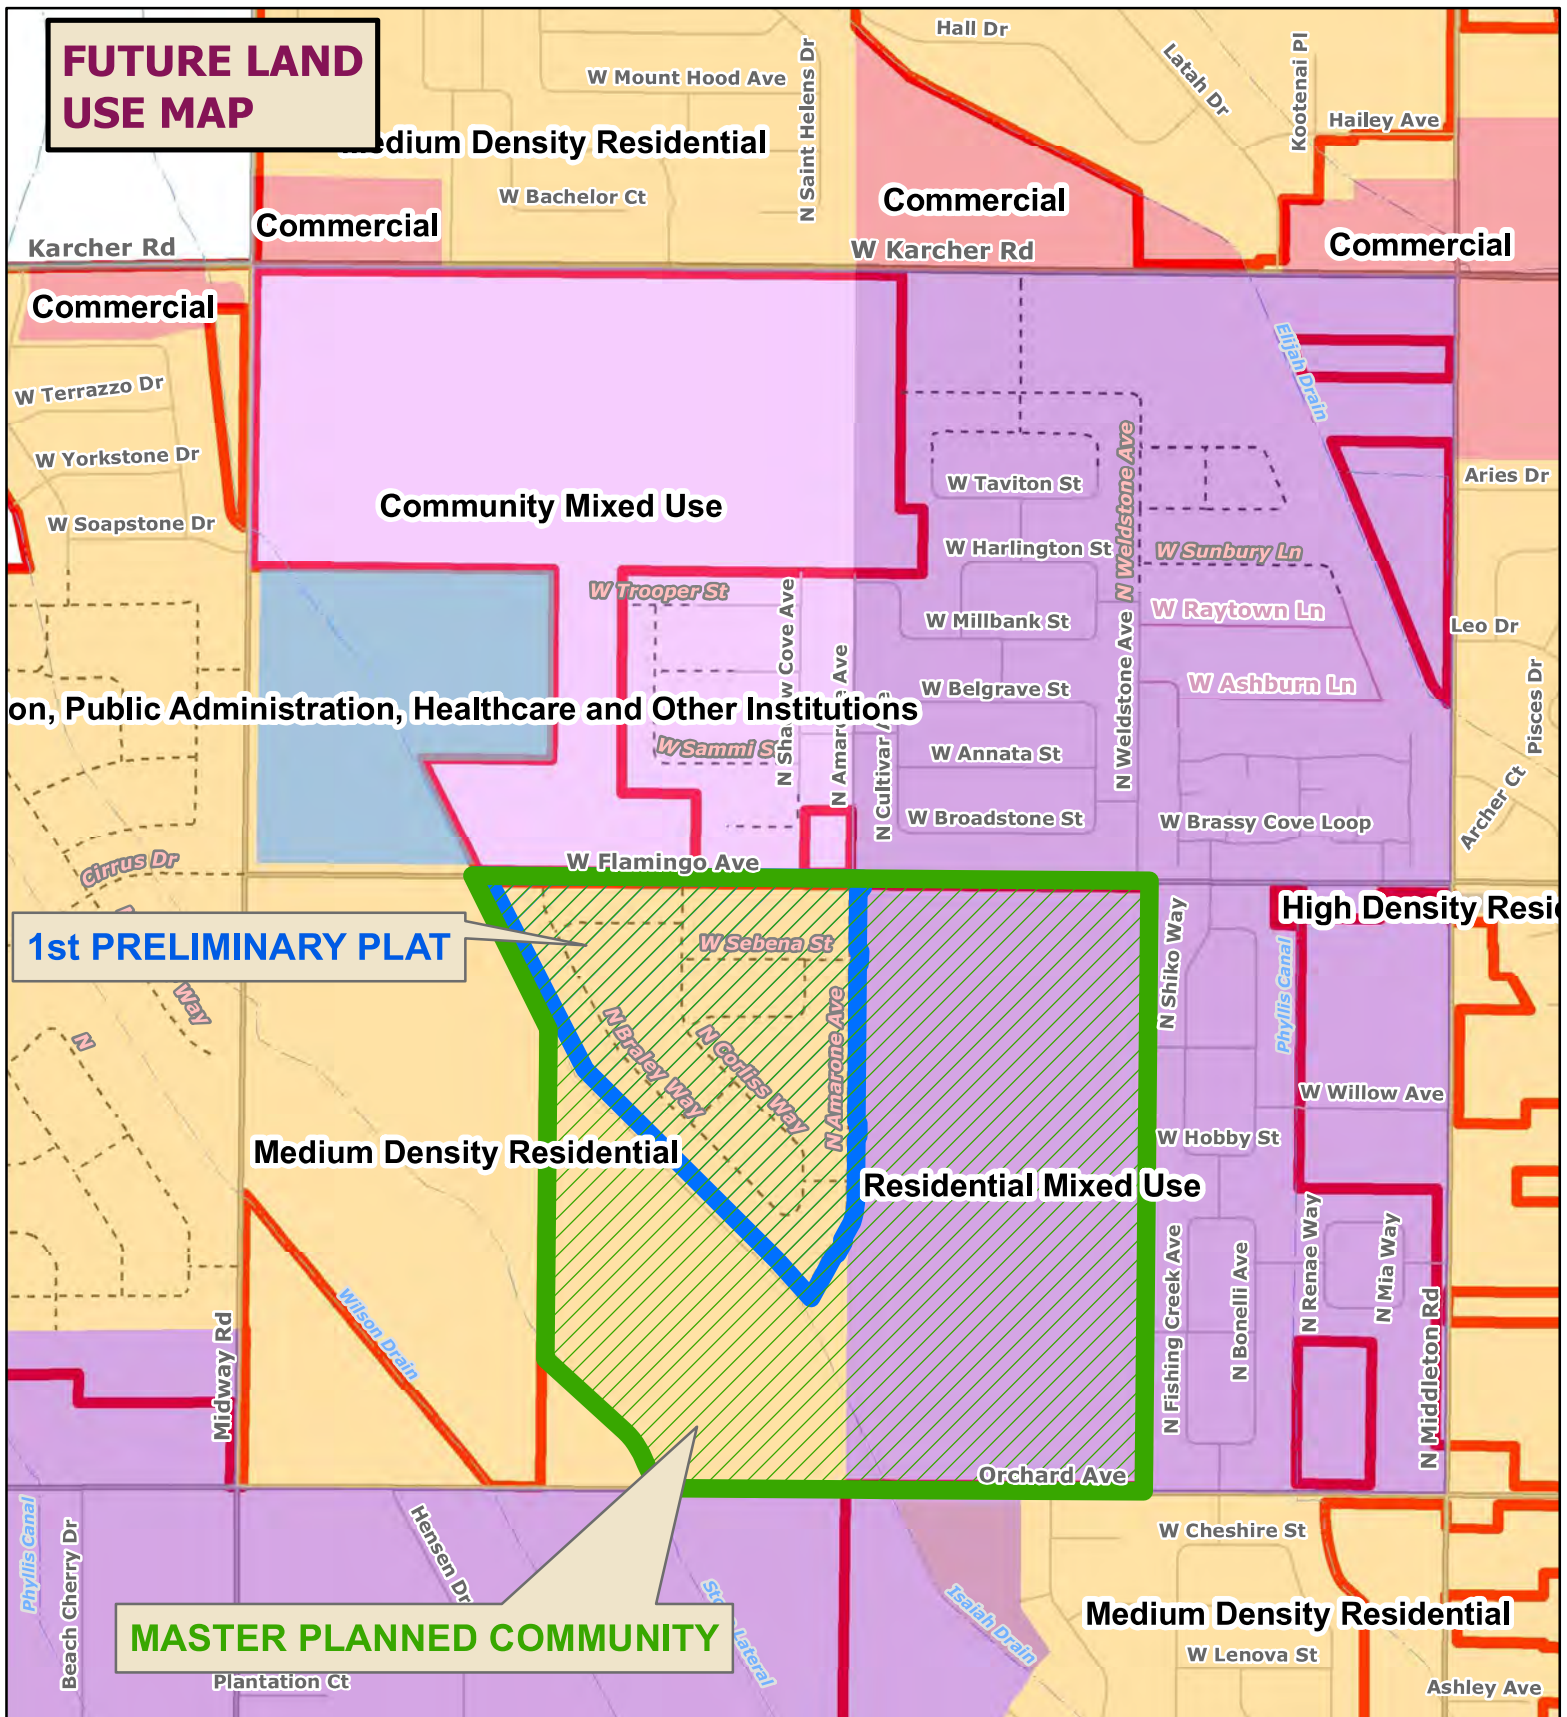 FUTURE LAND
USE MAP
Hall Dr
Latah Dr
Kootenai Pl
W Mount Hood Ave
N Saint Helens Dr
Hailey Ave
Medium Density Residential
W Bachelor Ct
Commercial
Commercial
Commercial
Karcher Rd
W Karcher Rd
Commercial
Elijah Drain
W Terrazzo Dr
W Yorkstone Dr
W Soapstone Dr
Community Mixed Use
W Taviton St
N Weldstone Ave
Aries Dr
W Harlington St
W Sunbury Ln
W Trooper St
W Raytown Ln
W Millbank St
Leo Dr
N Weldstone Ave
W Ashburn Ln
W Belgrave St
Pisces Dr
on, Public Administration, Healthcare and Other Institutions
W Sammi S
Cove Ave
N Cultivar
W Annata St
Archer Ct
W Broadstone St
W Brassy Cove Loop
W Flamingo Ave
Cirrus Dr
Way
N
High Density Resid
1st PRELIMINARY PLAT
W Sebena St
N Shiko Way
Phyllis Canal
N Braley Way
N Corliss Way
N Amarone Ave
W Willow Ave
W Hobby St
Medium Density Residential
Residential Mixed Use
N Fishing Creek Ave
N Bonelli Ave
N Renae Way
N Mia Way
N Middleton Rd
Wilson Drain
Midway Rd
Orchard Ave
Phyllis Canal
Beach Cherry Dr
Hensen Dr
W Cheshire St
Isaiah Drain
Medium Density Residential
MASTER PLANNED COMMUNITY
Lateral
W Lenova St
Plantation Ct
Ashley Ave